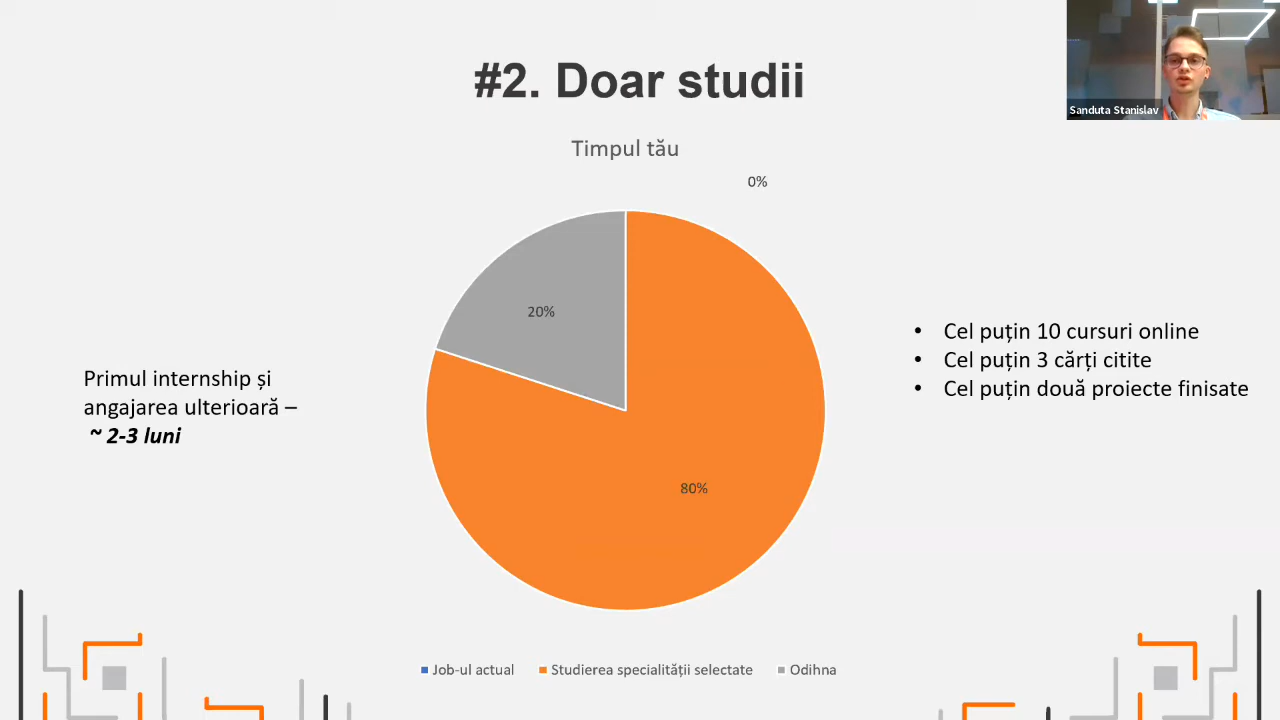 #2. Doar studii
Sanduta Stanislav
Timpul tău
0%
20%
80%
Primul internship și
angajarea ulterioară –
~ 2-3 luni
• Cel puțin 10 cursuri online
• Cel puțin 3 cărți citite
• Cel puțin două proiecte finisate
Job-ul actual
Studierea specialității selectate
Odihna